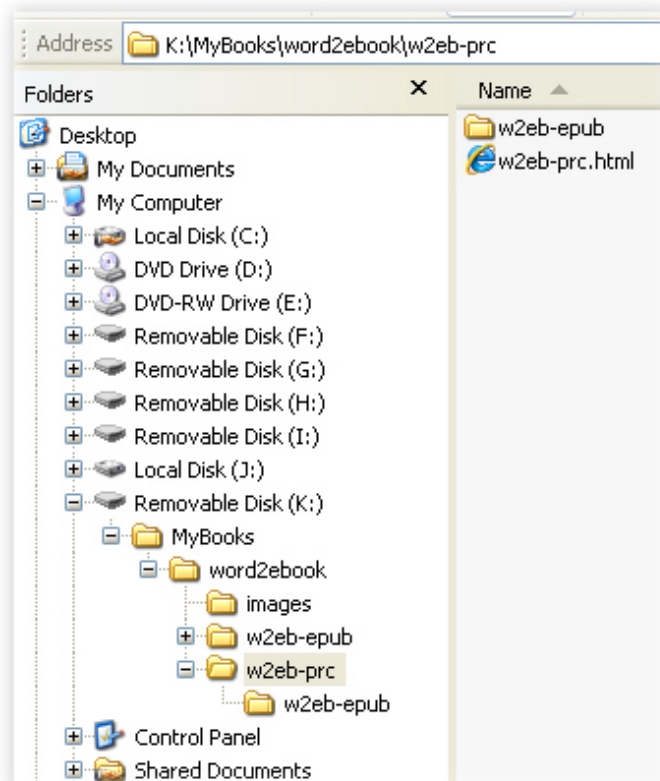 Address K:\MyBooks\word2ebook\w2eb-prc
Folders
Desktop
My Documents
My Computer
Local Disk (C:)
DVD Drive (D:)
DVD-RW Drive (E:)
Removable Disk (F:)
Removable Disk (G:)
Removable Disk (H:)
Removable Disk (I:)
Local Disk (J:)
Removable Disk (K:)
MyBooks
word2ebook
images
w2eb-epub
w2eb-prc
w2eb-epub
Control Panel
Shared Documents
Name
w2eb-epub
w2eb-prc.html